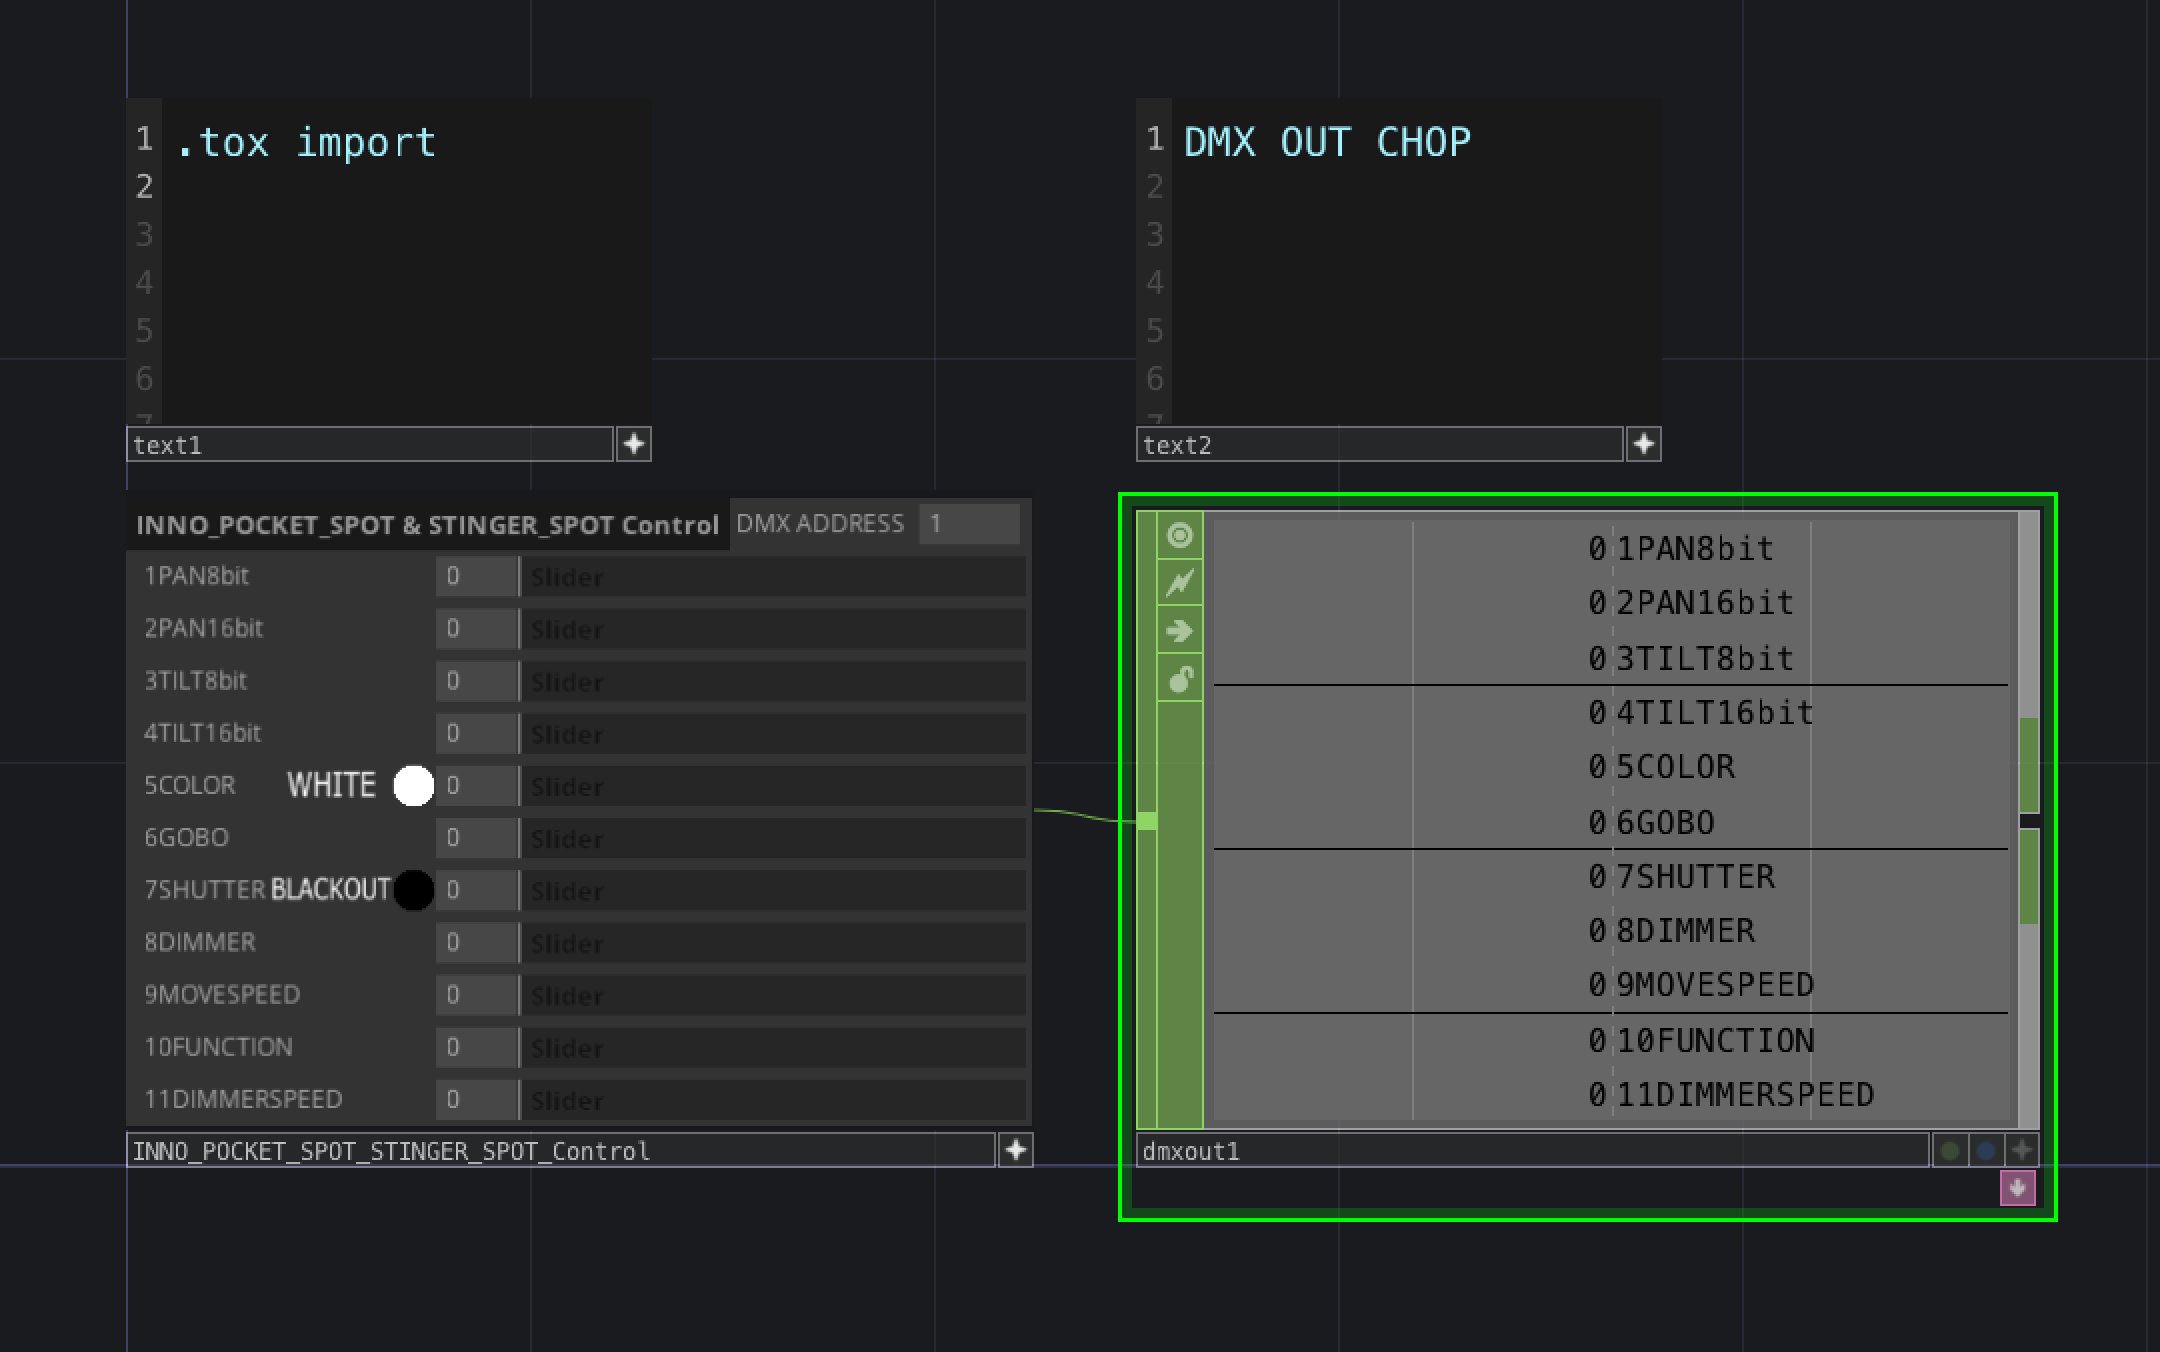 1 .tox import
2
3
4
5
6
7
text1
1 DMX OUT CHOP
2
3
4
5
6
7
text2
INNO_POCKET_SPOT & STINGER_SPOT Control DMX ADDRESS 1
1PAN8bit 0 Slider
2PAN16bit 0 Slider
3TILT8bit 0 Slider
4TILT16bit 0 Slider
5COLOR WHITE 0 Slider
6GOBO 0 Slider
7SHUTTER BLACKOUT 0 Slider
8DIMMER 0 Slider
9MOVESPEED 0 Slider
10FUNCTION 0 Slider
11DIMMERSPEED 0 Slider
INNO_POCKET_SPOT_STINGER_SPOT_Control
0 1PAN8bit
0 2PAN16bit
0 3TILT8bit
0 4TILT16bit
0 5COLOR
0 6GOBO
0 7SHUTTER
0 8DIMMER
0 9MOVESPEED
0 10FUNCTION
0 11DIMMERSPEED
dmxout1